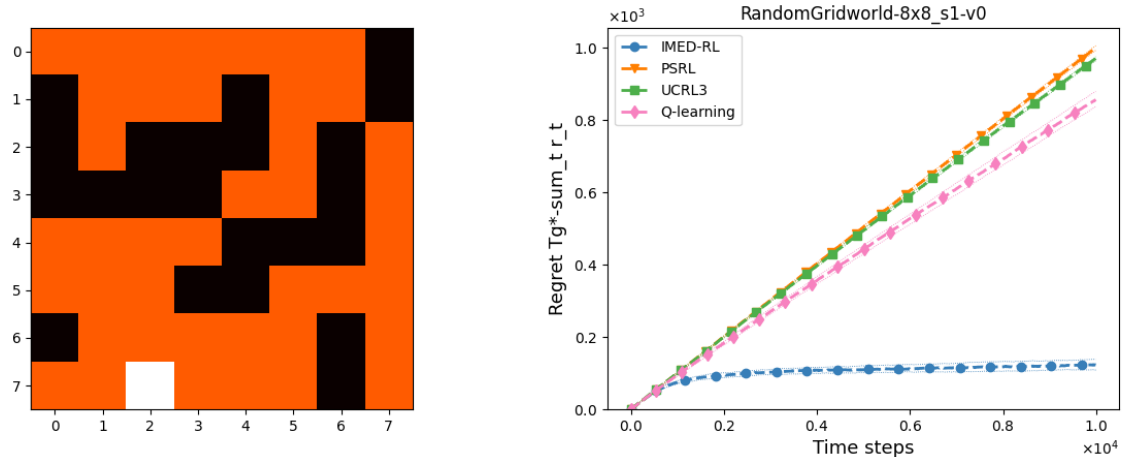 0
1
2
3
4
5
6
7
0 1 2 3 4 5 6 7
RandomGridworld-8x8_s1-v0
×10³
IMED-RL
PSRL
UCRL3
Q-learning
1.0
0.8
0.6
0.4
0.2
0.0
Regret Tg*-sum_t r_t
0.0 0.2 0.4 0.6 0.8 1.0
Time steps
×10⁴